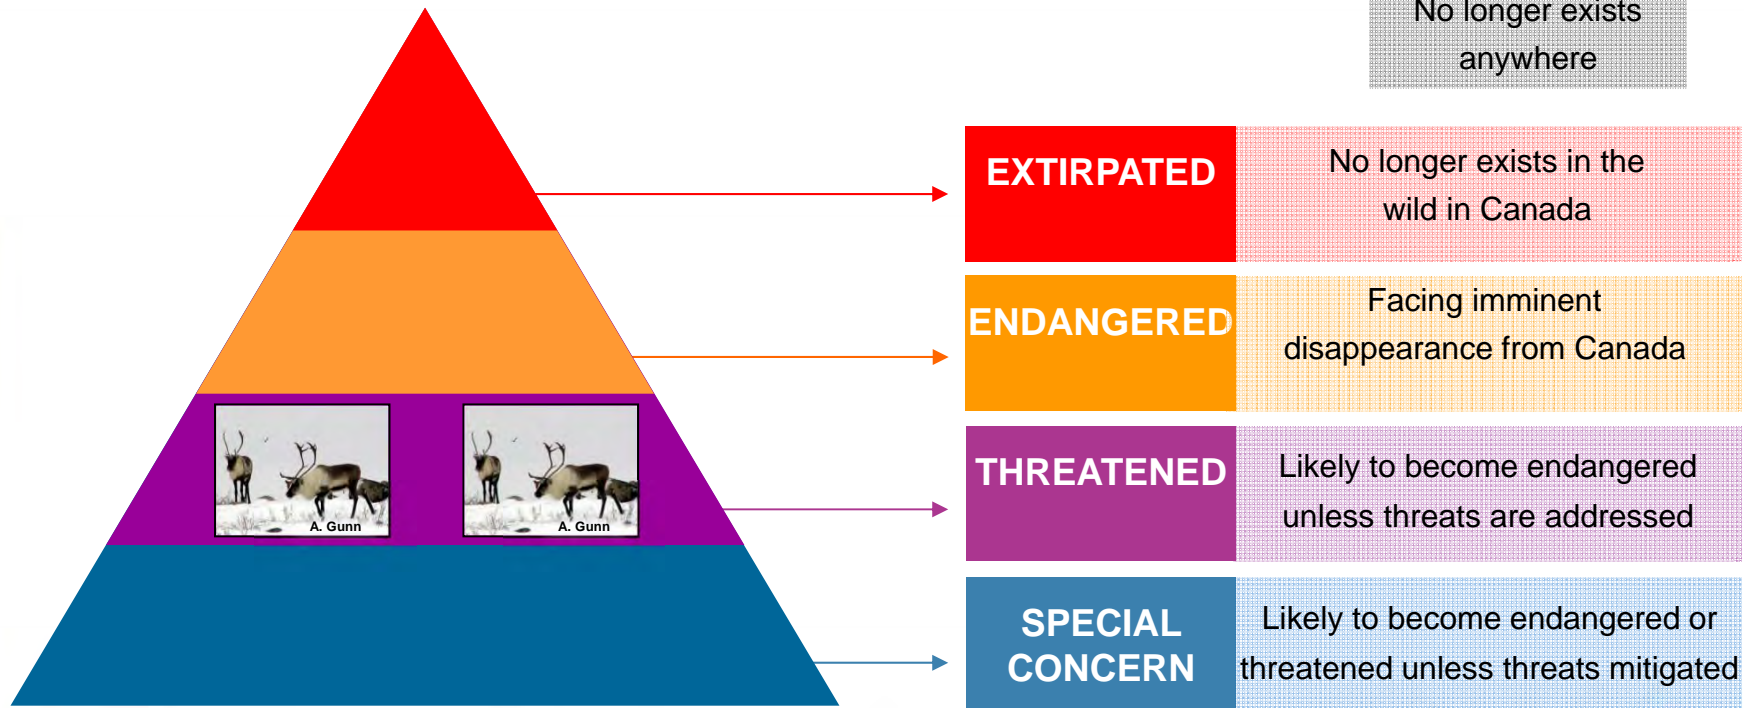 No longer exists
anywhere
EXTIRPATED
No longer exists in the
wild in Canada
ENDANGERED
Facing imminent
disappearance from Canada
THREATENED
Likely to become endangered
unless threats are addressed
A. Gunn
A. Gunn
SPECIAL
CONCERN
Likely to become endangered or
threatened unless threats mitigated